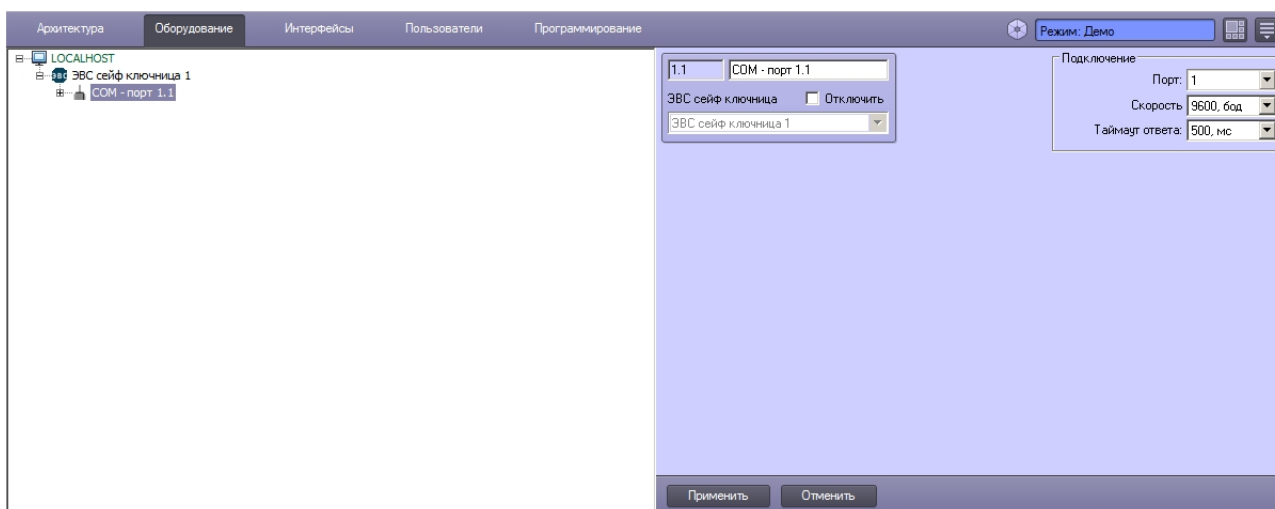 Архитектура Оборудование Интерфейсы Пользователи Программирование Режим: Демо
LOCALHOST
ЭВС ЭВС сейф ключница 1
COM - порт 1.1
1.1 COM - порт 1.1
ЭВС сейф ключница Отключить
ЭВС сейф ключница 1
Подключение
Порт: 1
Скорость 9600, бод
Таймаут ответа: 500, мс
Применить Отменить